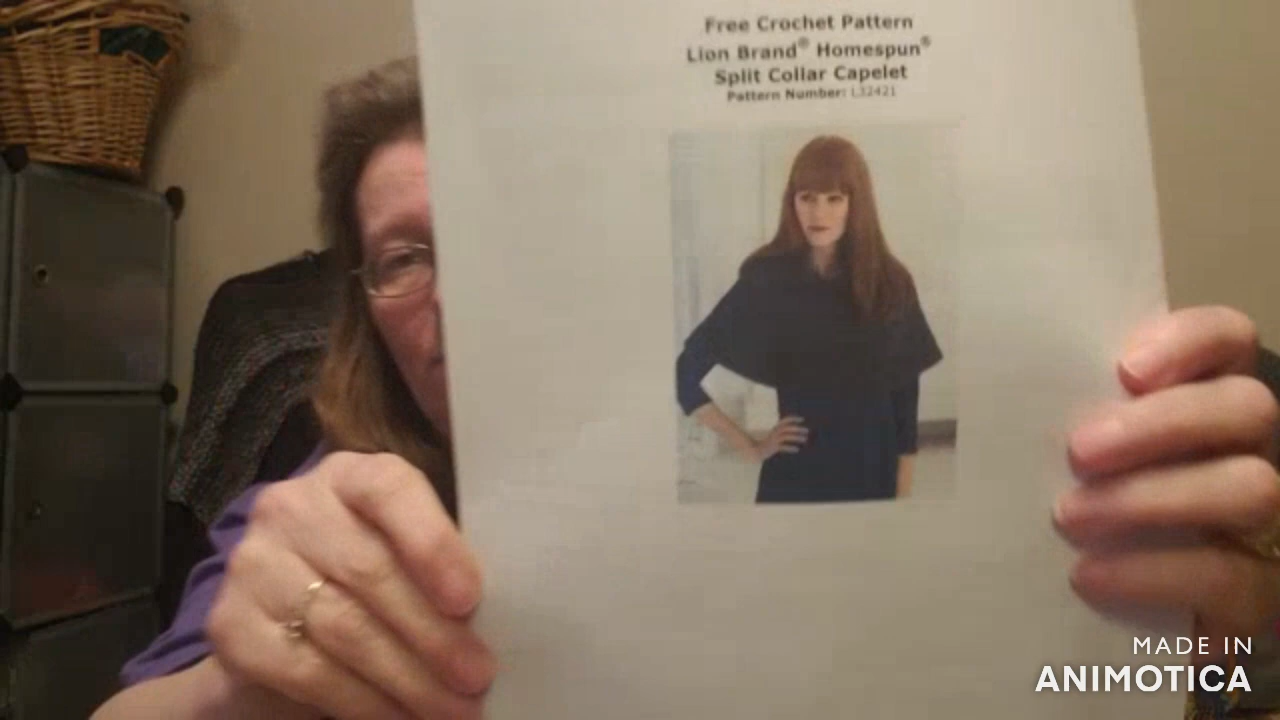 Free Crochet Pattern
Lion Brand® Homespun®
Split Collar Capelet
Pattern Number: L32421
MADE IN
ANIMOTICA